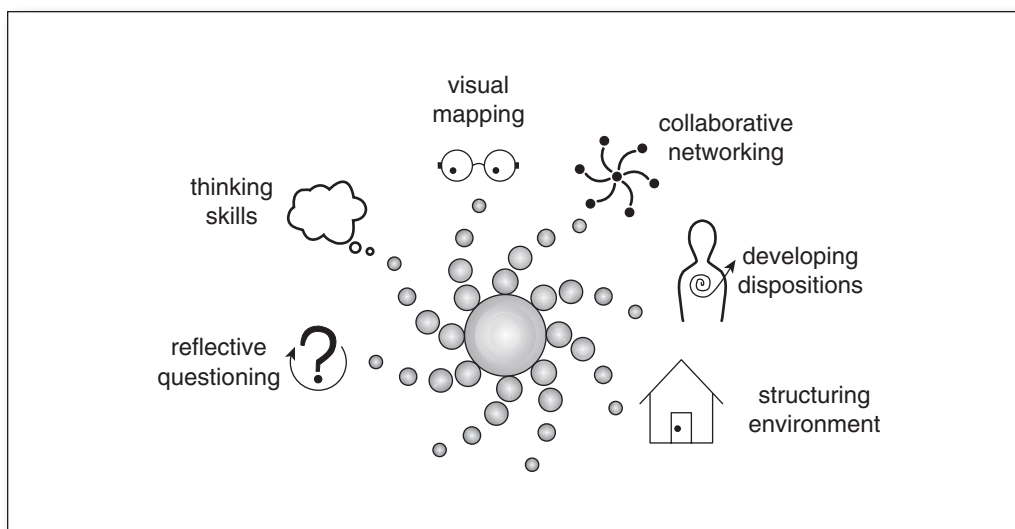 visual
mapping
collaborative
networking
thinking
skills
developing
dispositions
reflective
questioning
?
structuring
environment